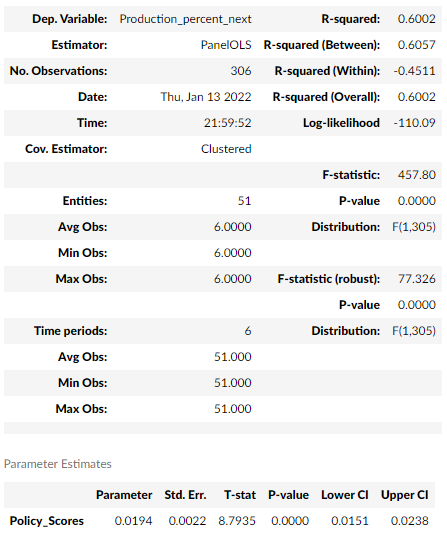 Dep. Variable: Production_percent_next R-squared: 0.6002
Estimator: PanelOLS R-squared (Between): 0.6057
No. Observations: 306 R-squared (Within): -0.4511
Date: Thu, Jan 13 2022 R-squared (Overall): 0.6002
Time: 21:59:52 Log-likelihood -110.09
Cov. Estimator: Clustered
F-statistic: 457.80
Entities: 51 P-value 0.0000
Avg Obs: 6.0000 Distribution: F(1,305)
Min Obs: 6.0000
Max Obs: 6.0000 F-statistic (robust): 77.326
P-value 0.0000
Time periods: 6 Distribution: F(1,305)
Avg Obs: 51.000
Min Obs: 51.000
Max Obs: 51.000
Parameter Estimates
Parameter Std. Err. T-stat P-value Lower CI Upper CI
Policy_Scores 0.0194 0.0022 8.7935 0.0000 0.0151 0.0238